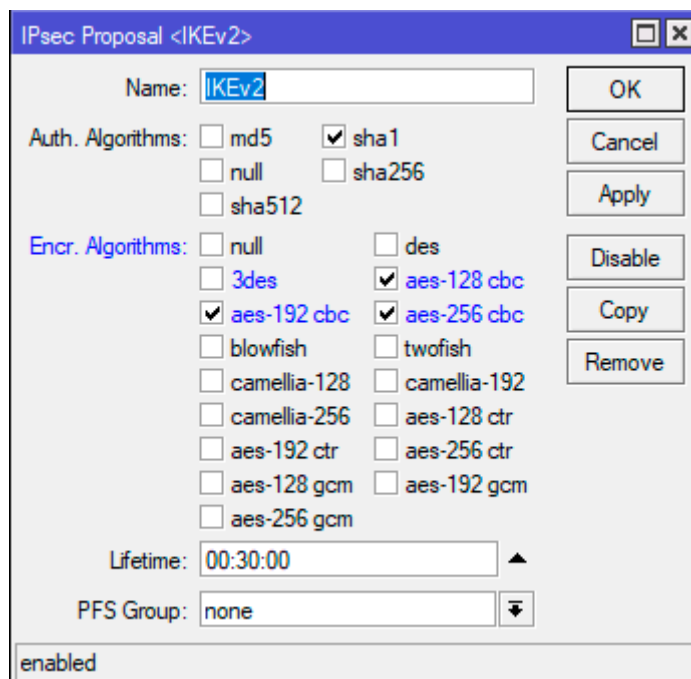 IPsec Proposal <IKEv2>
Name: IKEv2
OK
Auth. Algorithms: md5 sha1
Cancel
null sha256
Apply
sha512
Encr. Algorithms: null des
Disable
3des aes-128 cbc
aes-192 cbc aes-256 cbc
Copy
blowfish twofish
Remove
camellia-128 camellia-192
camellia-256 aes-128 ctr
aes-192 ctr aes-256 ctr
aes-128 gcm aes-192 gcm
aes-256 gcm
Lifetime: 00:30:00
PFS Group: none
enabled